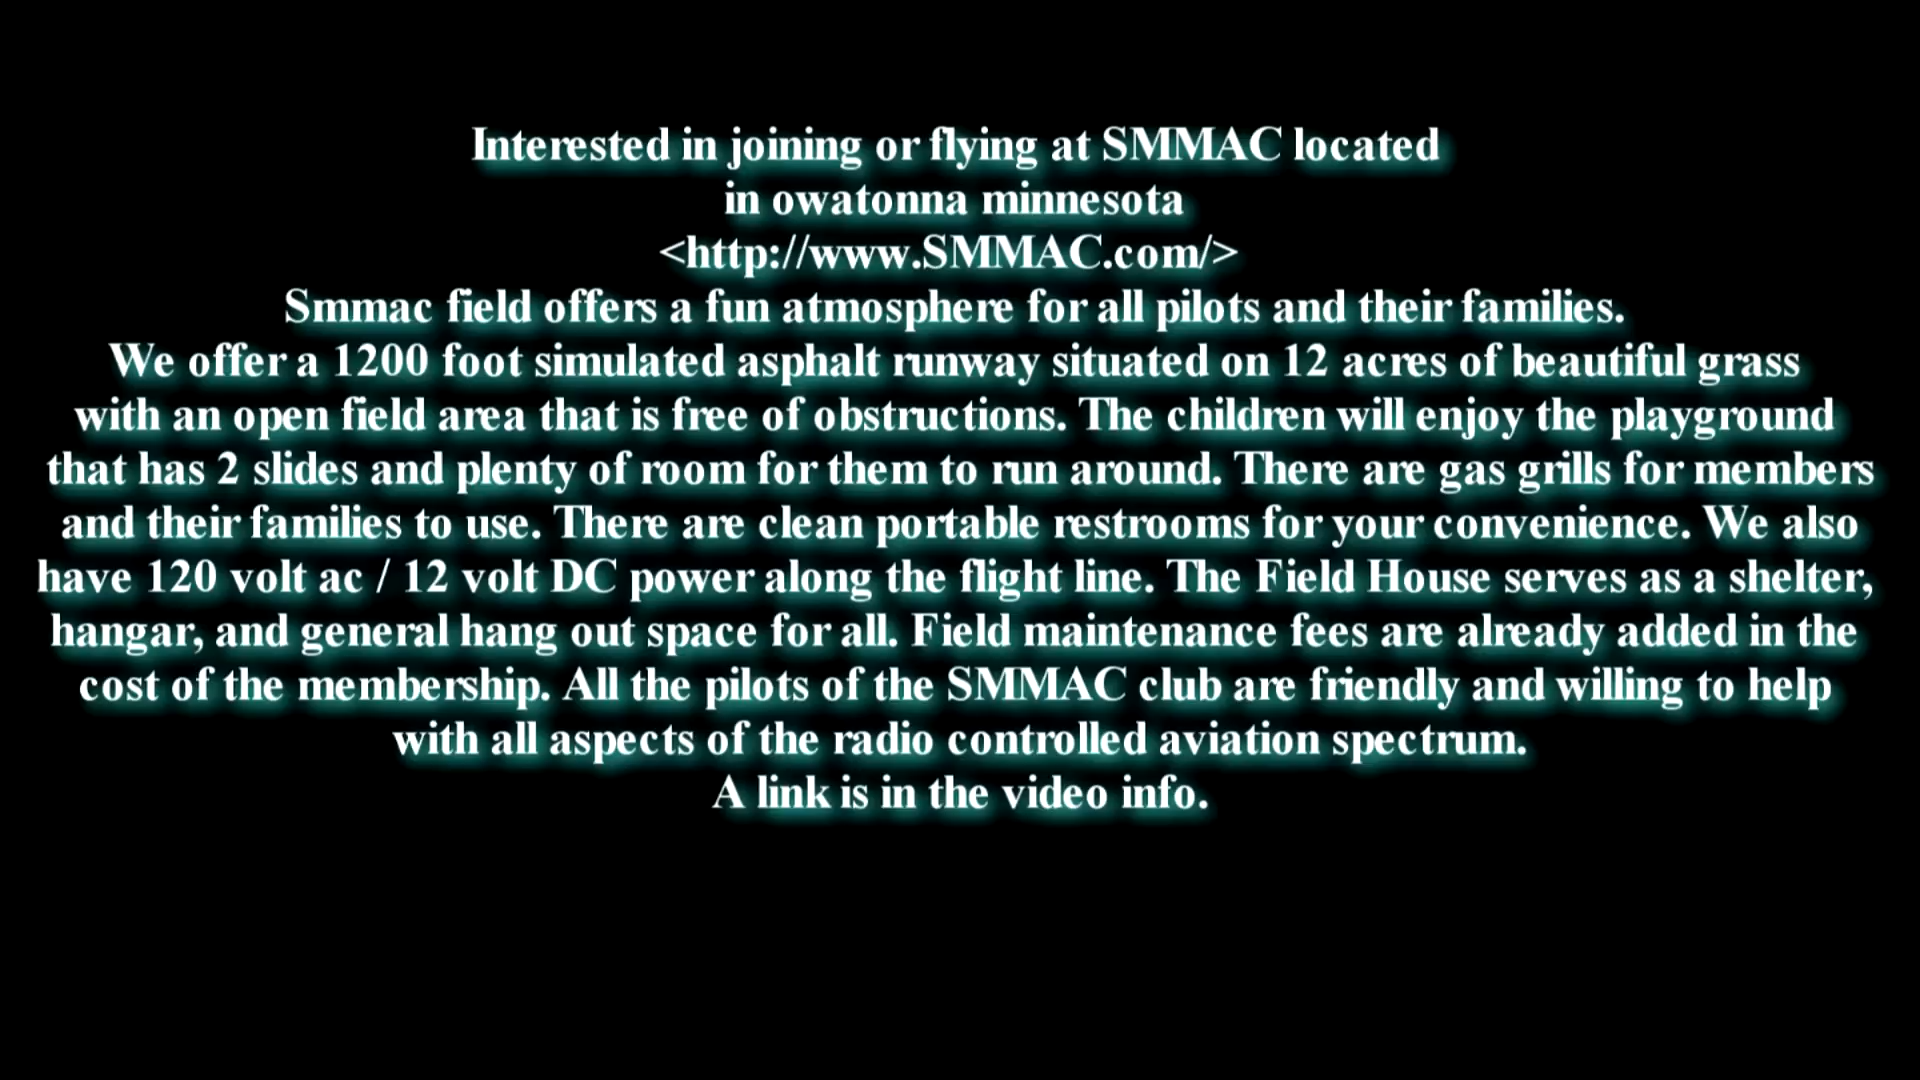 Interested in joining or flying at SMMAC located
in owatonna minnesota
<http://www.SMMAC.com/>
Smmac field offers a fun atmosphere for all pilots and their families.
We offer a 1200 foot simulated asphalt runway situated on 12 acres of beautiful grass
with an open field area that is free of obstructions. The children will enjoy the playground
that has 2 slides and plenty of room for them to run around. There are gas grills for members
and their families to use. There are clean portable restrooms for your convenience. We also
have 120 volt ac / 12 volt DC power along the flight line. The Field House serves as a shelter,
hangar, and general hang out space for all. Field maintenance fees are already added in the
cost of the membership. All the pilots of the SMMAC club are friendly and willing to help
with all aspects of the radio controlled aviation spectrum.
A link is in the video info.